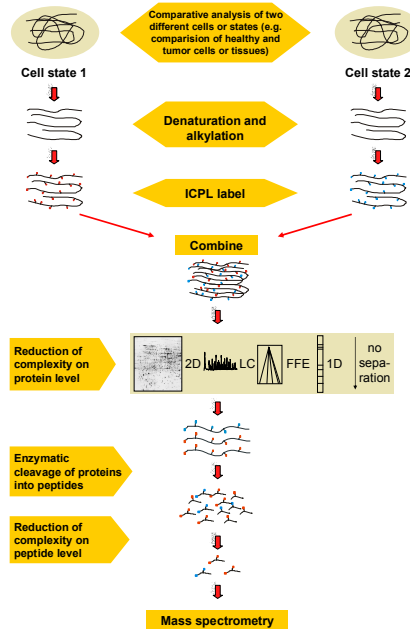 Comparative analysis of two
different cells or states (e.g.
comparision of healthy and
tumor cells or tissues)
Cell state 1
Cell state 2
Denaturation and
alkylation
ICPL label
Combine
Reduction of
complexity on
protein level
2D
LC
FFE
1D
no
sepa-
ration
Enzymatic
cleavage of proteins
into peptides
Reduction of
complexity on
peptide level
Mass spectrometry